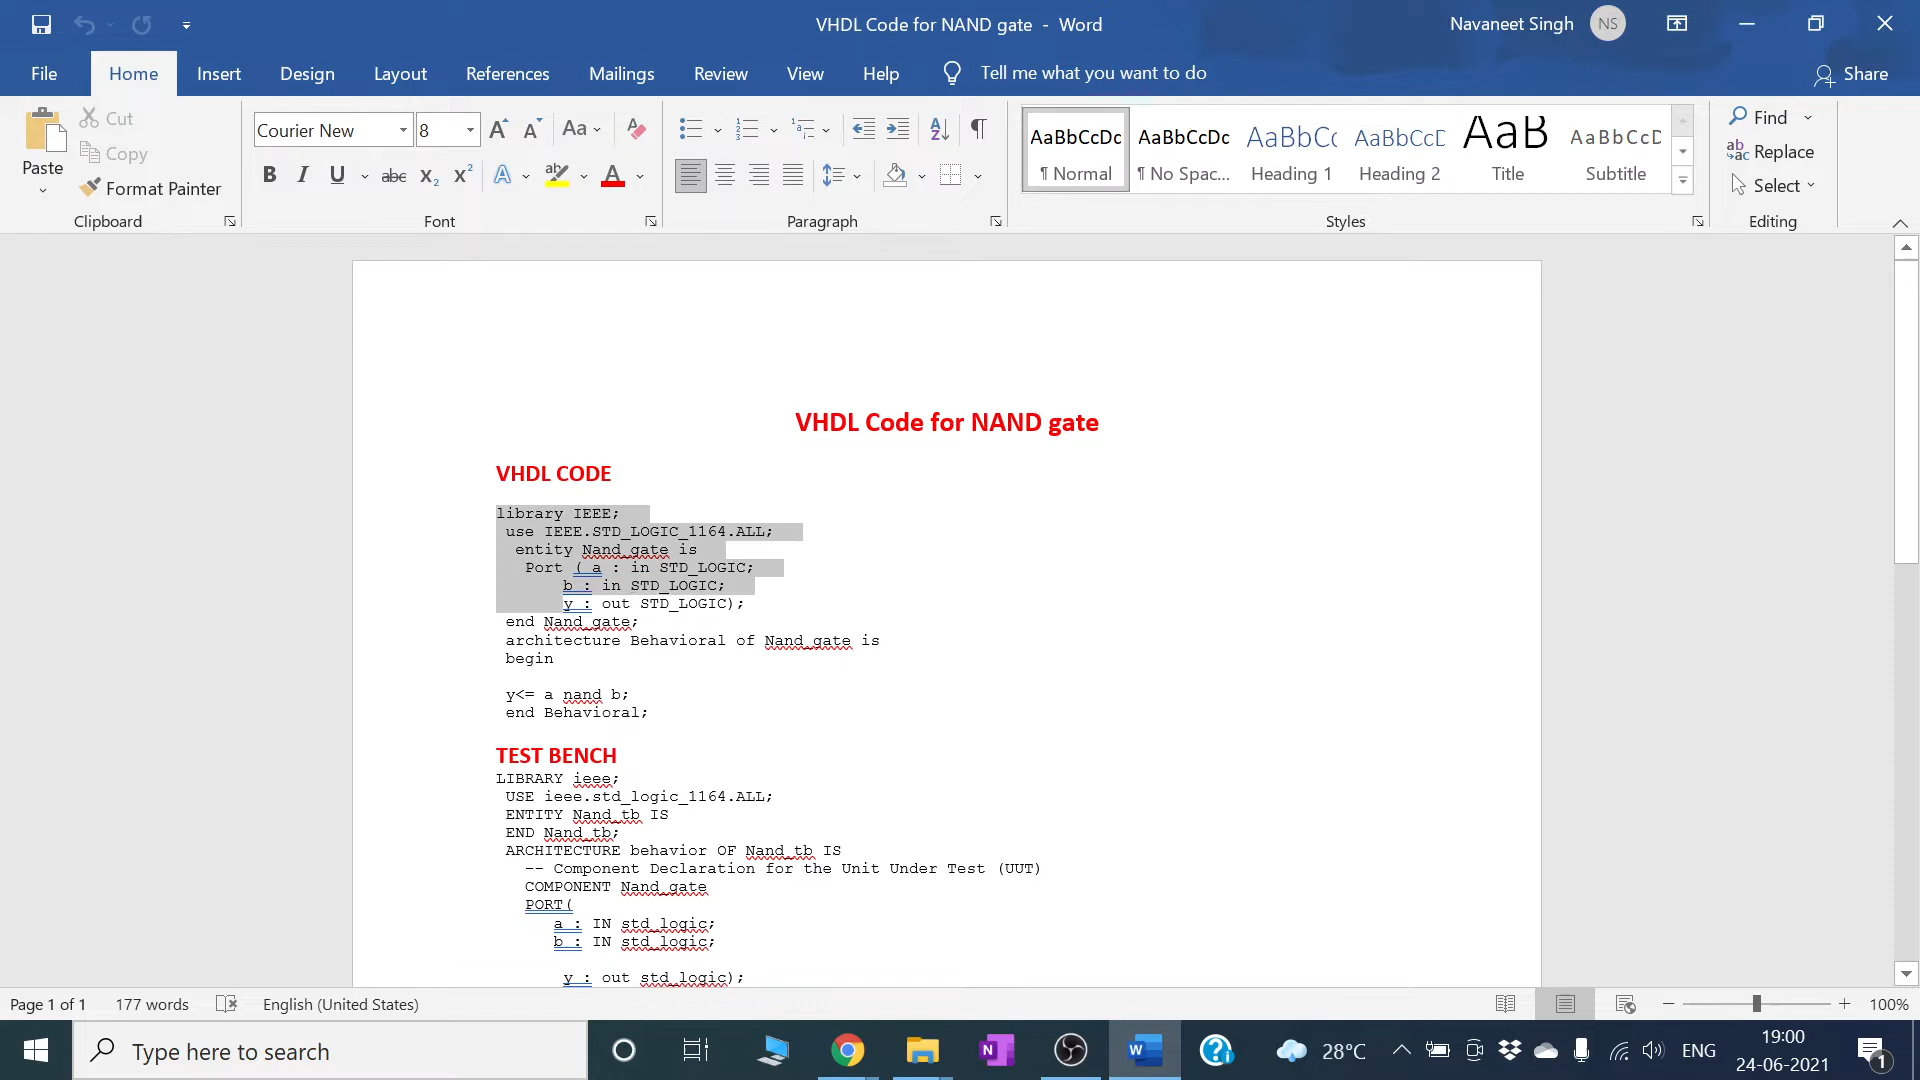 VHDL Code for NAND gate - Word
Navaneet Singh
NS
File
Home
Insert
Design
Layout
References
Mailings
Review
View
Help
Tell me what you want to do
Share
Paste
Cut
Copy
Format Painter
Clipboard
Courier New
8
Font
Paragraph
AaBbCcDc
¶ Normal
AaBbCcDc
¶ No Spac...
AaBbCc
Heading 1
AaBbCcD
Heading 2
AaB
Title
AaBbCcD
Subtitle
Styles
Find
Replace
Select
Editing
VHDL Code for NAND gate
VHDL CODE
library IEEE;
use IEEE.STD_LOGIC_1164.ALL;
entity Nand_gate is
Port ( a : in STD_LOGIC;
b : in STD_LOGIC;
y : out STD_LOGIC);
end Nand_gate;
architecture Behavioral of Nand_gate is
begin
y<= a nand b;
end Behavioral;
TEST BENCH
LIBRARY ieee;
USE ieee.std_logic_1164.ALL;
ENTITY Nand_tb IS
END Nand_tb;
ARCHITECTURE behavior OF Nand_tb IS
-- Component Declaration for the Unit Under Test (UUT)
COMPONENT Nand_gate
PORT(
a : IN std_logic;
b : IN std_logic;
y : out std_logic);
Page 1 of 1
177 words
English (United States)
100%
Type here to search
28°C
ENG
19:00
24-06-2021
1